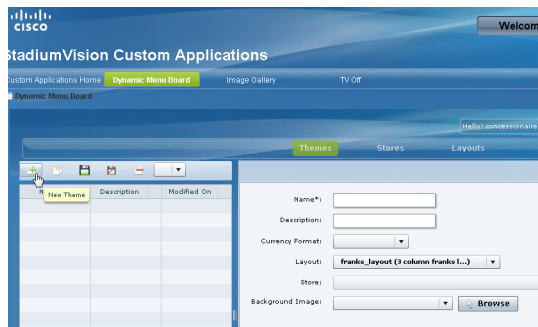 cisco
Welcom
StadiumVision Custom Applications
Custom Applications Home Dynamic Menu Board Image Gallery TV Off
Dynamic Menu Board
Hello! concessionaire
Themes Stores Layouts
N Description Modified On
New Theme
Name*:
Description:
Currency Format:
Layout: franks_layout (3 column franks l...)
Store:
Background Image: Browse